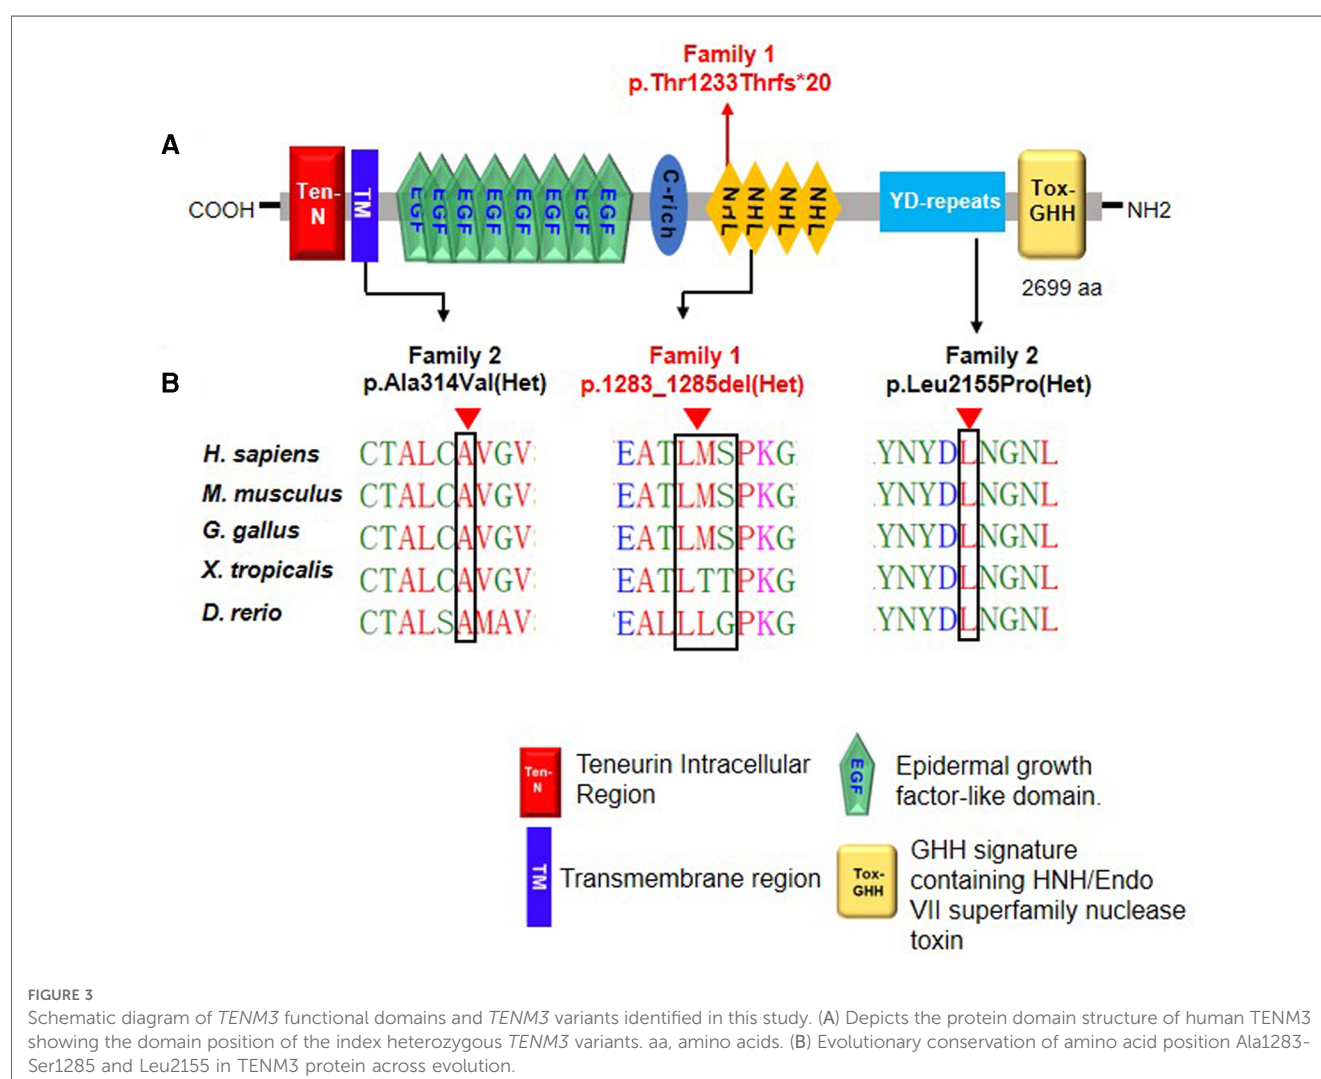 Family 1
p.Thr1233Thrfs*20
A
COOH
Ten-
N
TM
EGF
EGF
EGF
EGF
EGF
EGF
EGF
EGF
C-rich
NHL
NHL
NHL
NHL
YD-repeats
Tox-
GHH
NH2
2699 aa
B
Family 2
p.Ala314Val(Het)
Family 1
p.1283_1285del(Het)
Family 2
p.Leu2155Pro(Het)
H. sapiens CTALCAVGV EATLMSPKG YNYDLNGNL
M. musculus CTALCAVGV EATLMSPKG YNYDLNGNL
G. gallus CTALCAVGV EATLMSPKG YNYDLNGNL
X. tropicalis CTALCAVGV EATLTTPKG YNYDLNGNL
D. rerio CTALSAMAV EALLLGPKG YNYDLNGNL
Ten-
N
Teneurin Intracellular
Region
EGF
Epidermal growth
factor-like domain.
TM
Transmembrane region
Tox-
GHH
GHH signature
containing HNH/Endo
VII superfamily nuclease
toxin
FIGURE 3
Schematic diagram of TENM3 functional domains and TENM3 variants identified in this study. (A) Depicts the protein domain structure of human TENM3
showing the domain position of the index heterozygous TENM3 variants. aa, amino acids. (B) Evolutionary conservation of amino acid position Ala1283-
Ser1285 and Leu2155 in TENM3 protein across evolution.